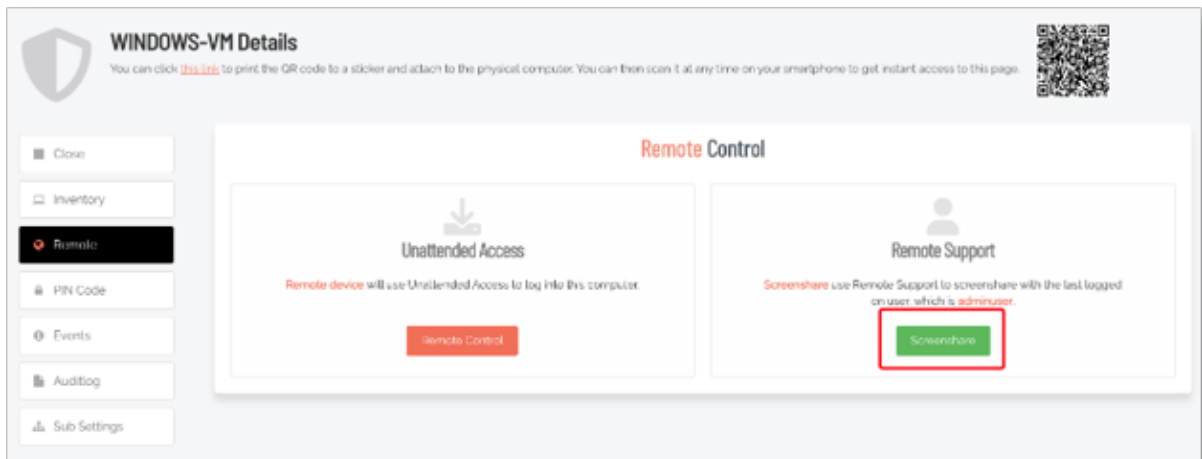 WINDOWS-VM Details
You can click this link to print the QR code to a sticker and attach to the physical computer. You can then scan it at any time on your smartphone to get instant access to this page.
Close
Inventory
Remote
PIN Code
Events
Auditlog
Sub Settings
Remote Control
Unattended Access
Remote device will use Unattended Access to log into this computer.
Remote Control
Remote Support
Screenshare use Remote Support to screenshare with the last logged
on user, which is adminuser.
Screenshare